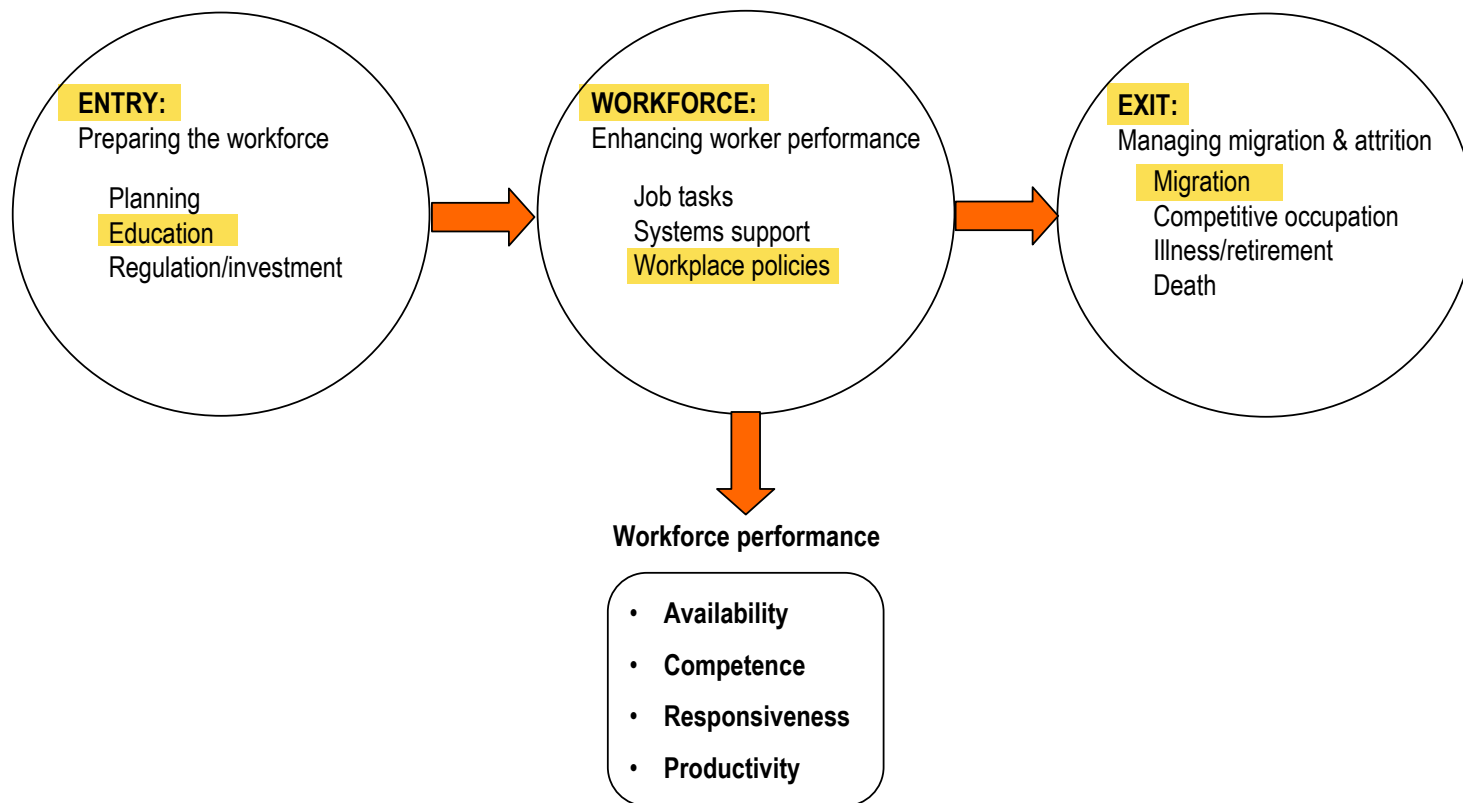 ENTRY:
Preparing the workforce
Planning
Education
Regulation/investment
WORKFORCE:
Enhancing worker performance
Job tasks
Systems support
Workplace policies
EXIT:
Managing migration & attrition
Migration
Competitive occupation
Illness/retirement
Death
Workforce performance
• Availability
• Competence
• Responsiveness
• Productivity